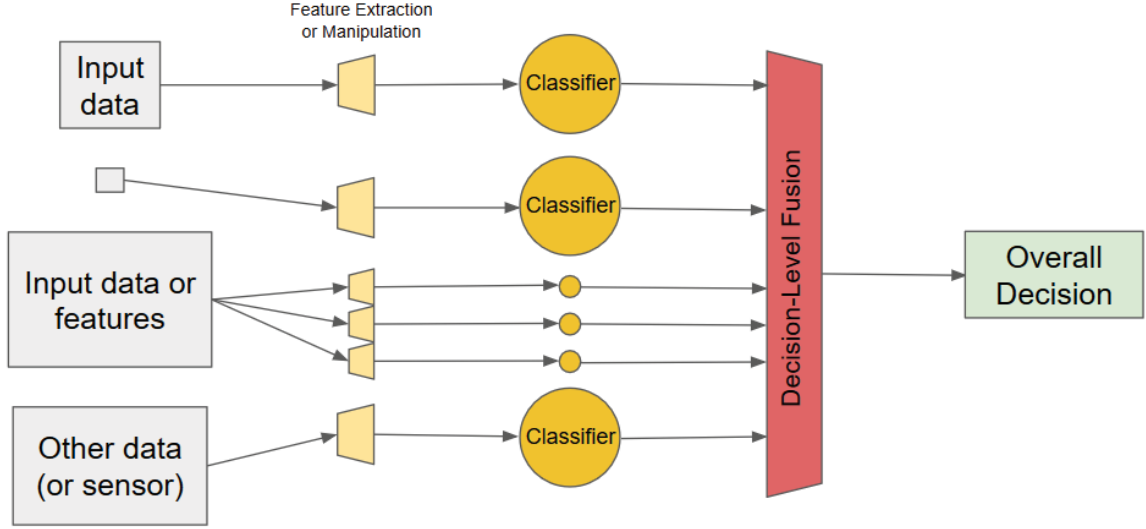 Feature Extraction
or Manipulation
Input
data
Classifier
Classifier
Input data or
features
Other data
(or sensor)
Classifier
Decision-Level Fusion
Overall
Decision